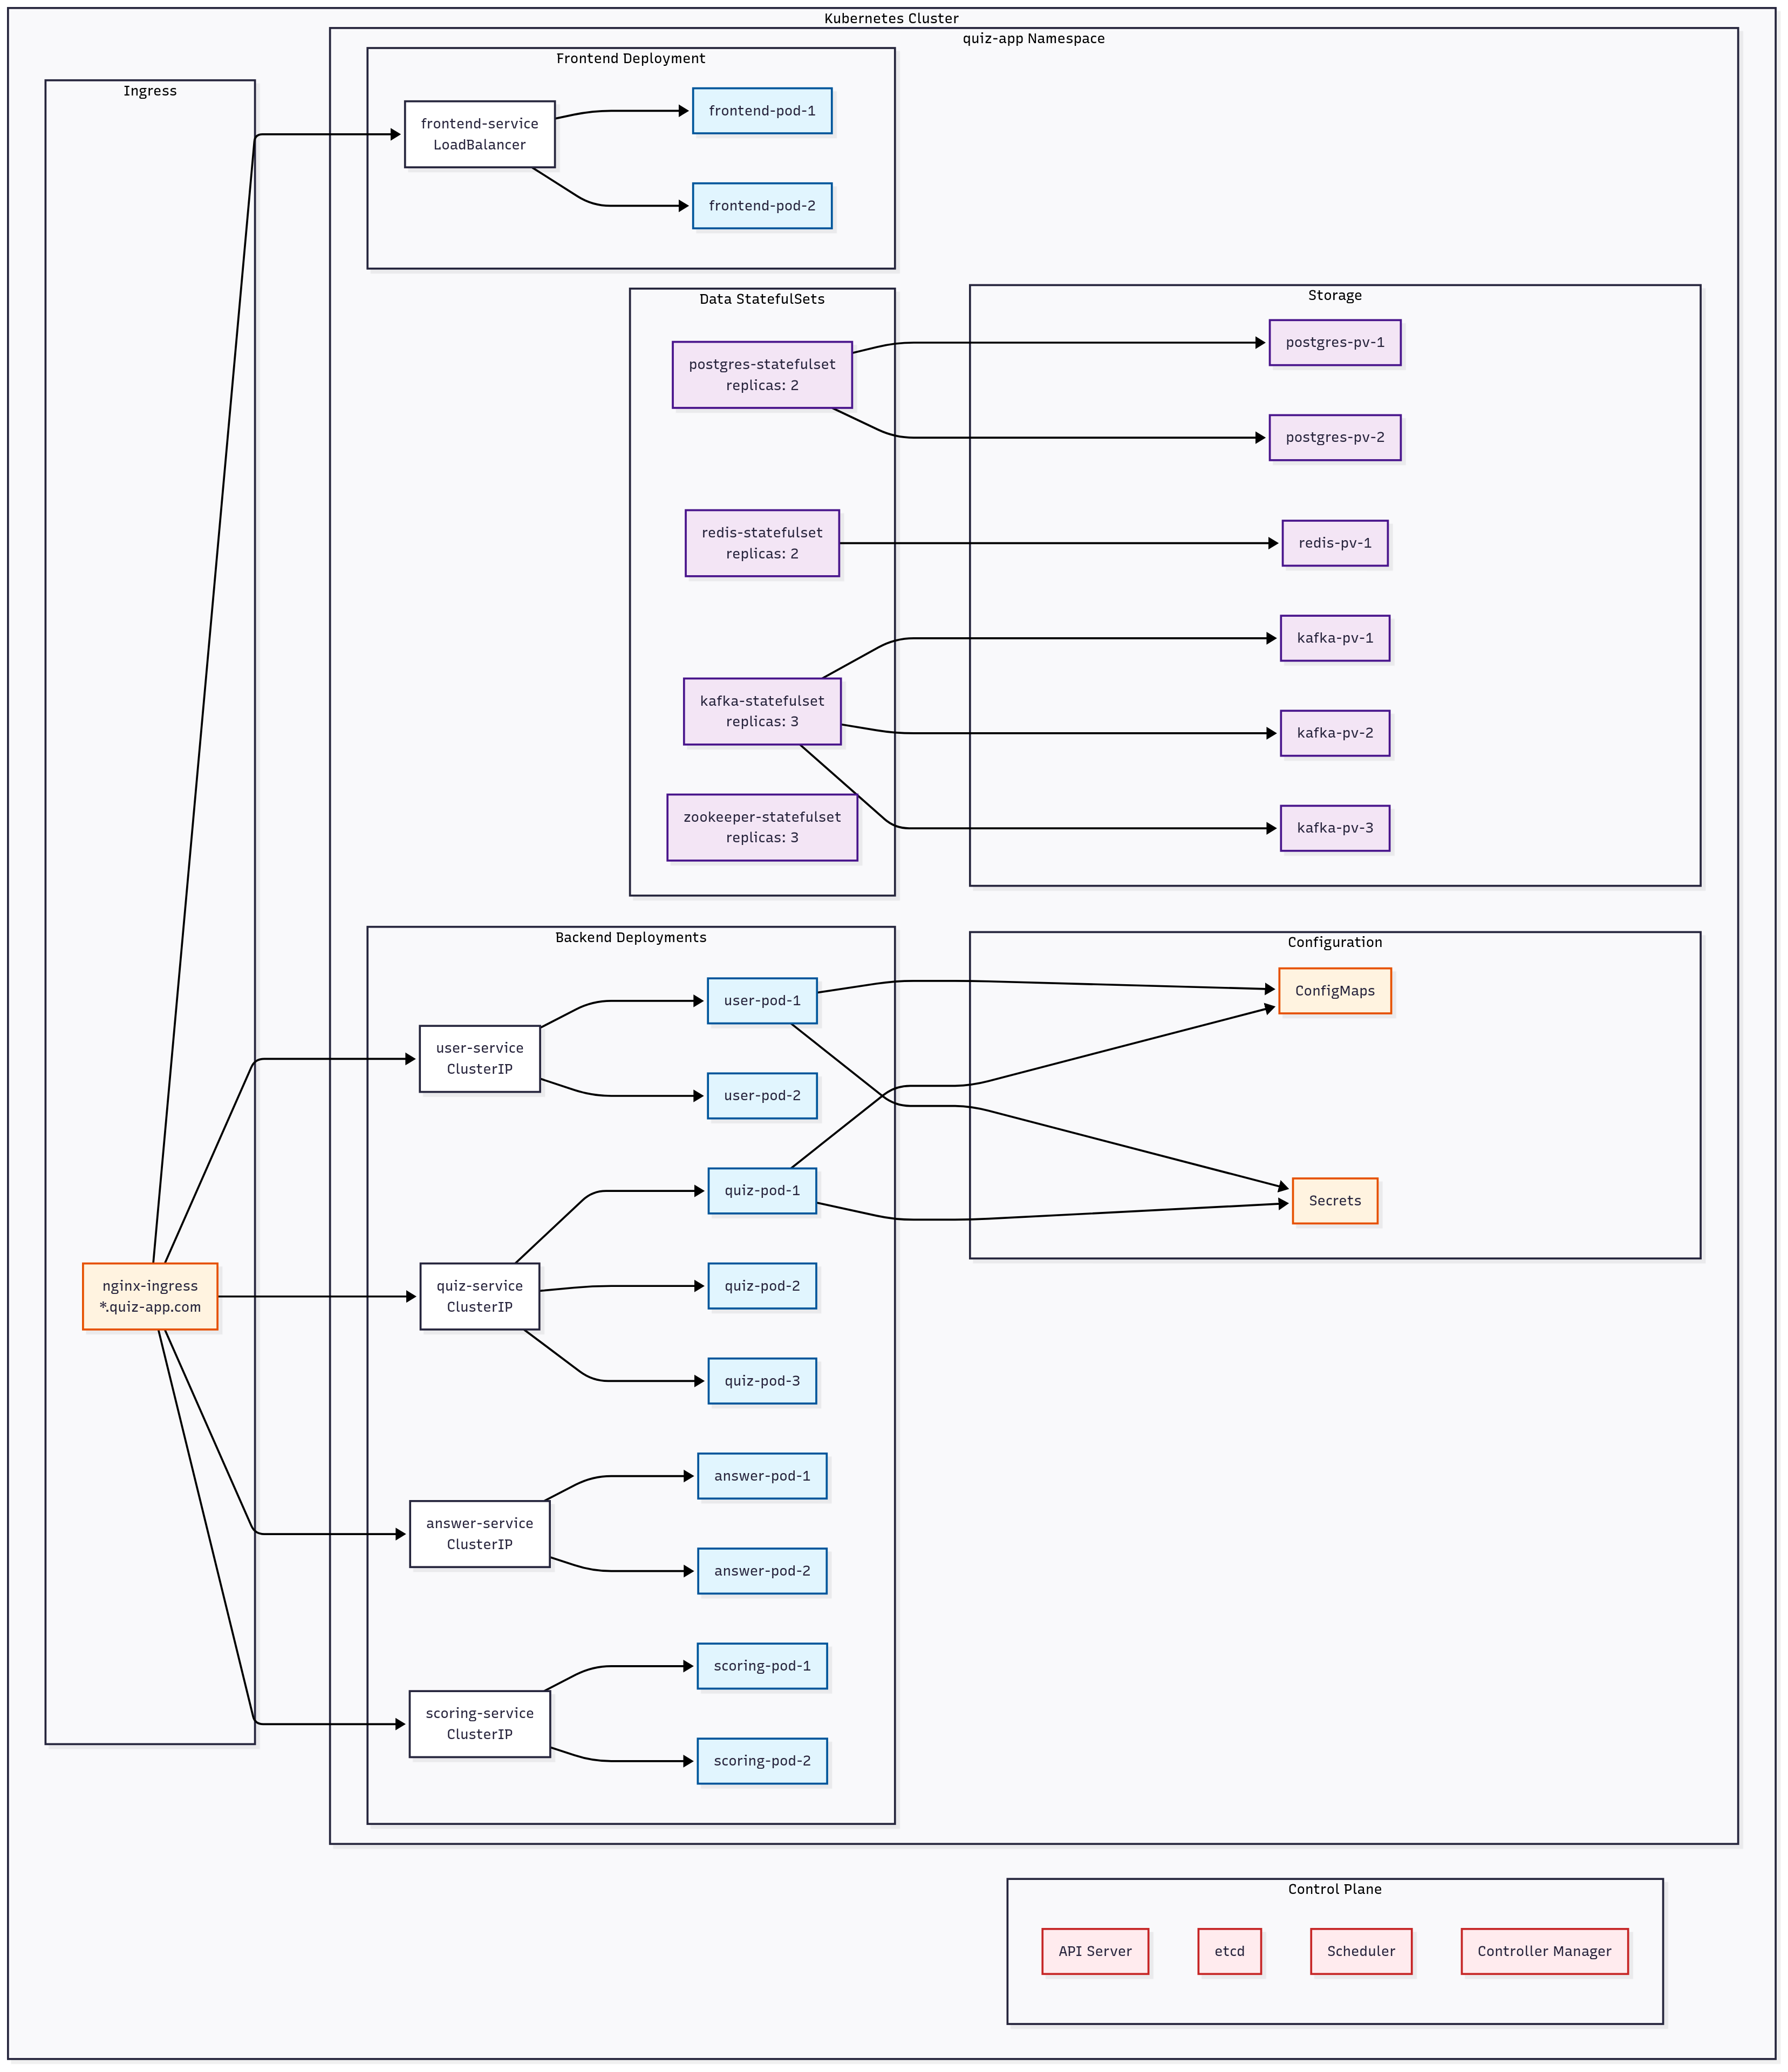 Kubernetes Cluster
quiz-app Namespace
Ingress
nginx-ingress
*.quiz-app.com
Frontend Deployment
frontend-service
LoadBalancer
frontend-pod-1
frontend-pod-2
Data StatefulSets
postgres-statefulset
replicas: 2
redis-statefulset
replicas: 2
kafka-statefulset
replicas: 3
zookeeper-statefulset
replicas: 3
Storage
postgres-pv-1
postgres-pv-2
redis-pv-1
kafka-pv-1
kafka-pv-2
kafka-pv-3
Backend Deployments
user-service
ClusterIP
user-pod-1
user-pod-2
quiz-service
ClusterIP
quiz-pod-1
quiz-pod-2
quiz-pod-3
answer-service
ClusterIP
answer-pod-1
answer-pod-2
scoring-service
ClusterIP
scoring-pod-1
scoring-pod-2
Configuration
ConfigMaps
Secrets
Control Plane
API Server
etcd
Scheduler
Controller Manager